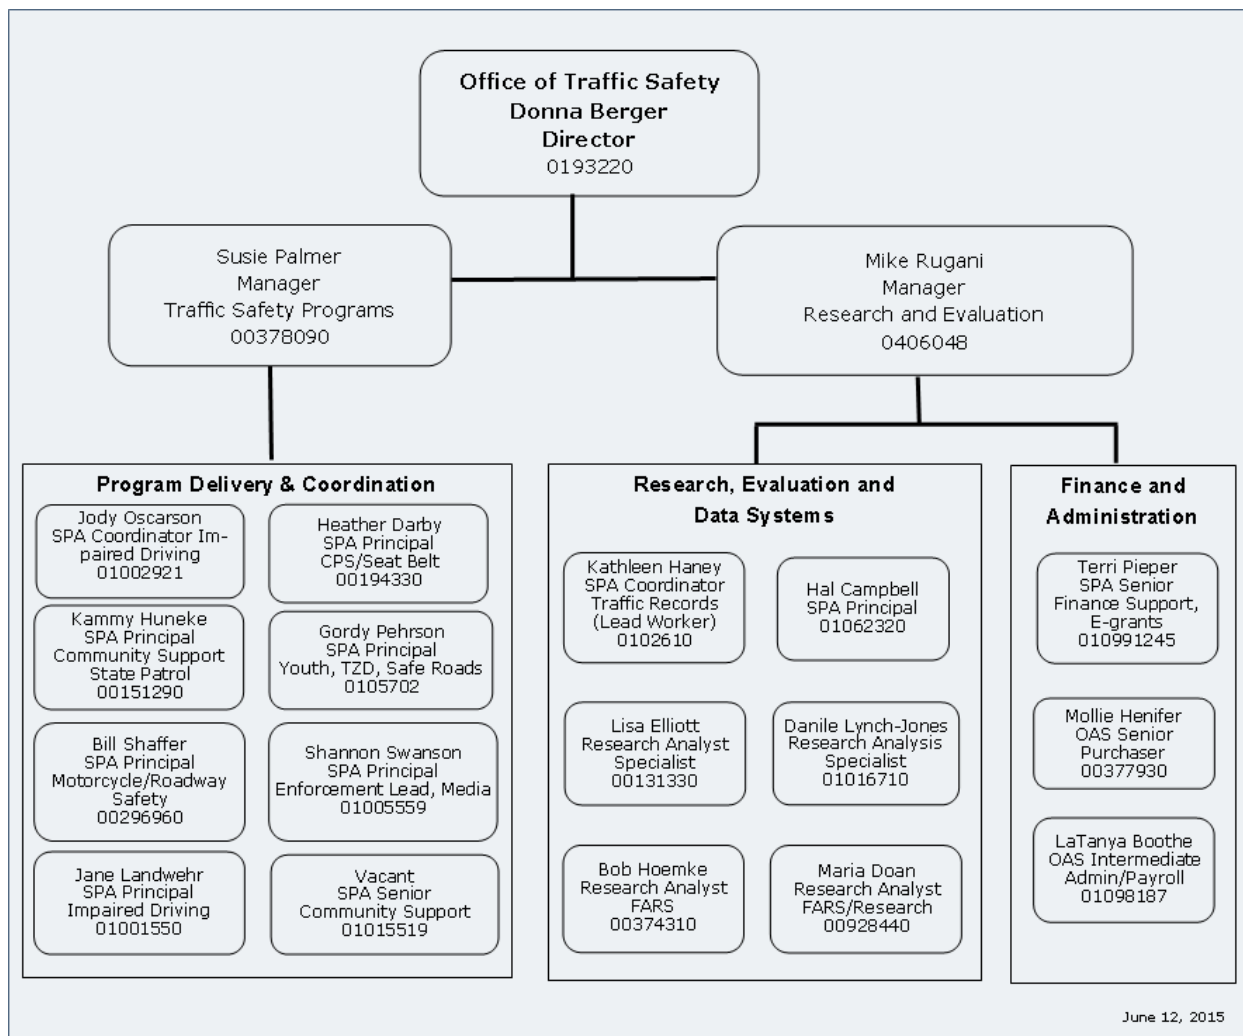 Office of Traffic Safety
Donna Berger
Director
0193220
Susie Palmer
Manager
Traffic Safety Programs
00378090
Mike Rugani
Manager
Research and Evaluation
0406048
Program Delivery & Coordination
Jody Oscarson
SPA Coordinator Im-
paired Driving
01002921
Heather Darby
SPA Principal
CPS/Seat Belt
00194330
Kammy Huneke
SPA Principal
Community Support
State Patrol
00151290
Gordy Pehrson
SPA Principal
Youth, TZD, Safe Roads
0105702
Bill Shaffer
SPA Principal
Motorcycle/Roadway
Safety
00296960
Shannon Swanson
SPA Principal
Enforcement Lead, Media
01005559
Jane Landwehr
SPA Principal
Impaired Driving
01001550
Vacant
SPA Senior
Community Support
01015519
Research, Evaluation and
Data Systems
Kathleen Haney
SPA Coordinator
Traffic Records
(Lead Worker)
0102610
Hal Campbell
SPA Principal
01062320
Lisa Elliott
Research Analyst
Specialist
00131330
Danile Lynch-Jones
Research Analysis
Specialist
01016710
Bob Hoemke
Research Analyst
FARS
00374310
Maria Doan
Research Analyst
FARS/Research
00928440
Finance and
Administration
Terri Pieper
SPA Senior
Finance Support,
E-grants
010991245
Mollie Henifer
OAS Senior
Purchaser
00377930
LaTanya Boothe
OAS Intermediate
Admin/Payroll
01098187
June 12, 2015